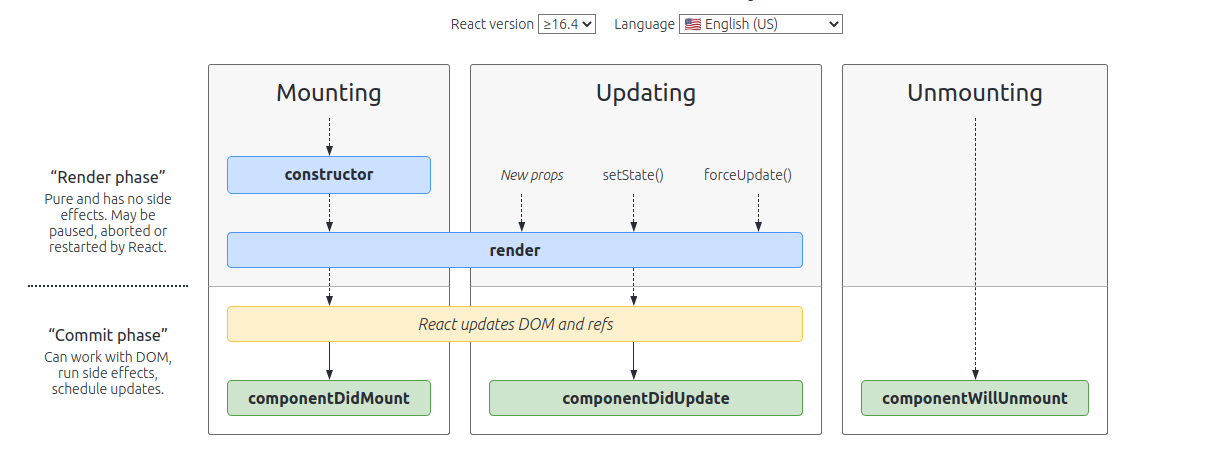 React version ≥16.4 Language 🇺🇸 English (US)
Mounting
Updating
Unmounting
“Render phase”
Pure and has no side
effects. May be
paused, aborted or
restarted by React.
constructor
New props
setState()
forceUpdate()
render
“Commit phase”
Can work with DOM,
run side effects,
schedule updates.
React updates DOM and refs
componentDidMount
componentDidUpdate
componentWillUnmount